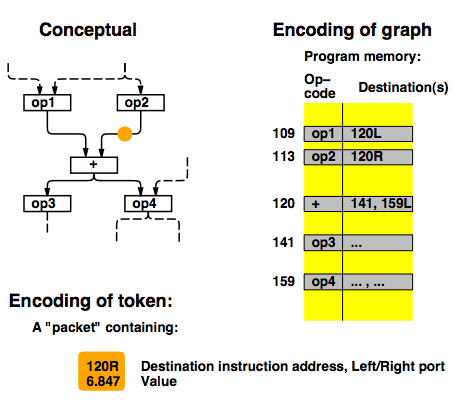 Conceptual
op1
op2
+
op3
op4
Encoding of graph
Program memory:
Op–
code
Destination(s)
109 op1 120L
113 op2 120R
120 + 141, 159L
141 op3 ...
159 op4 ... , ...
Encoding of token:
A "packet" containing:
120R Destination instruction address, Left/Right port
6.847 Value